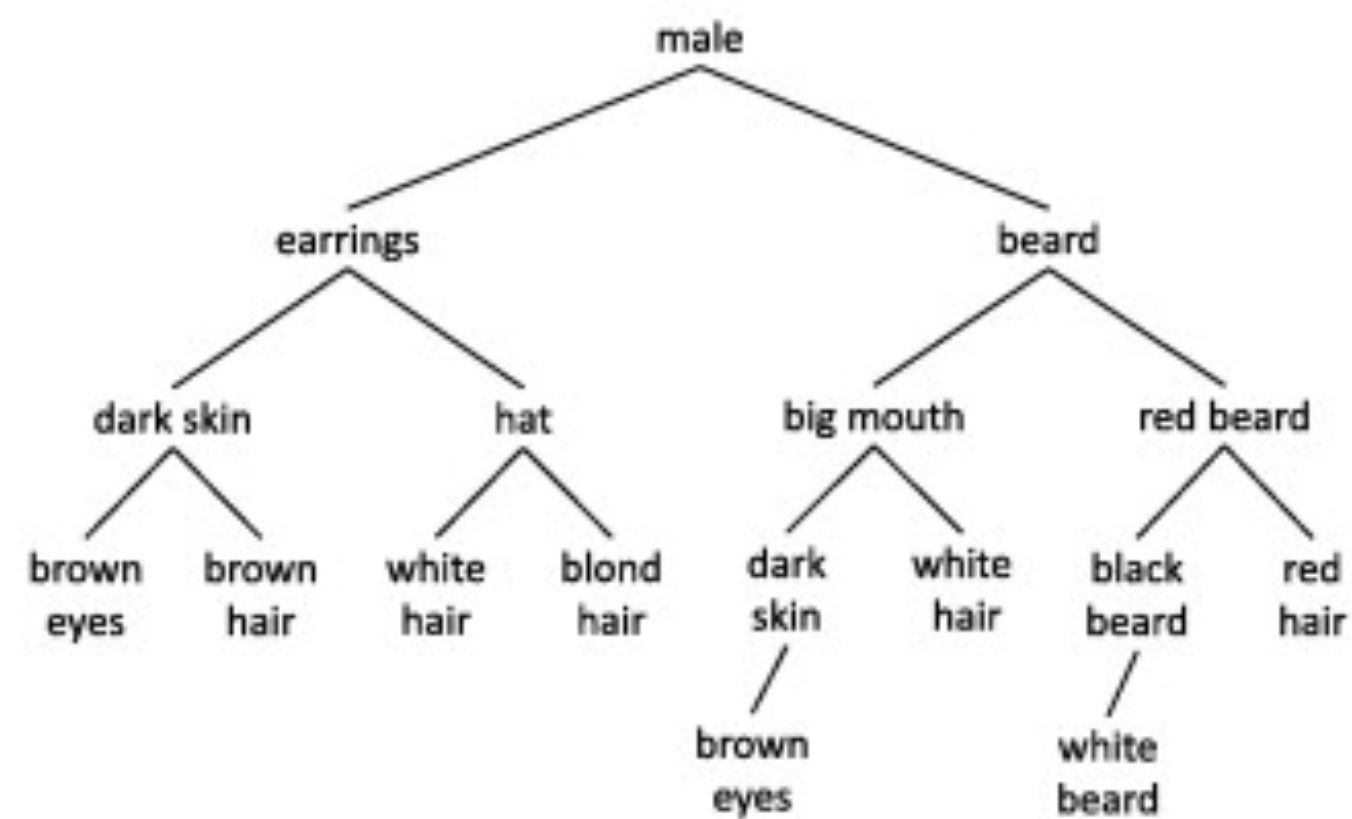 male
earrings
beard
dark skin
hat
big mouth
red beard
brown
eyes
brown
hair
white
hair
blond
hair
dark
skin
white
hair
black
beard
red
hair
brown
eyes
white
beard